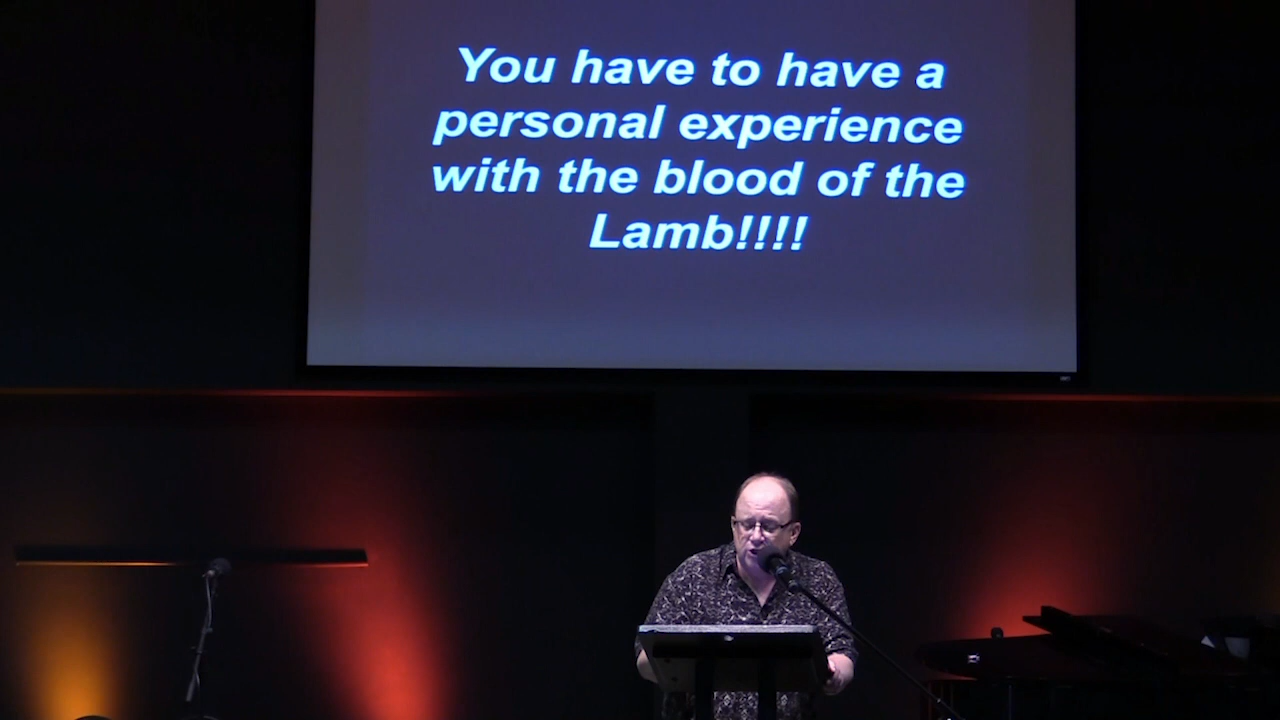 You have to have a
personal experience
with the blood of the
Lamb!!!!